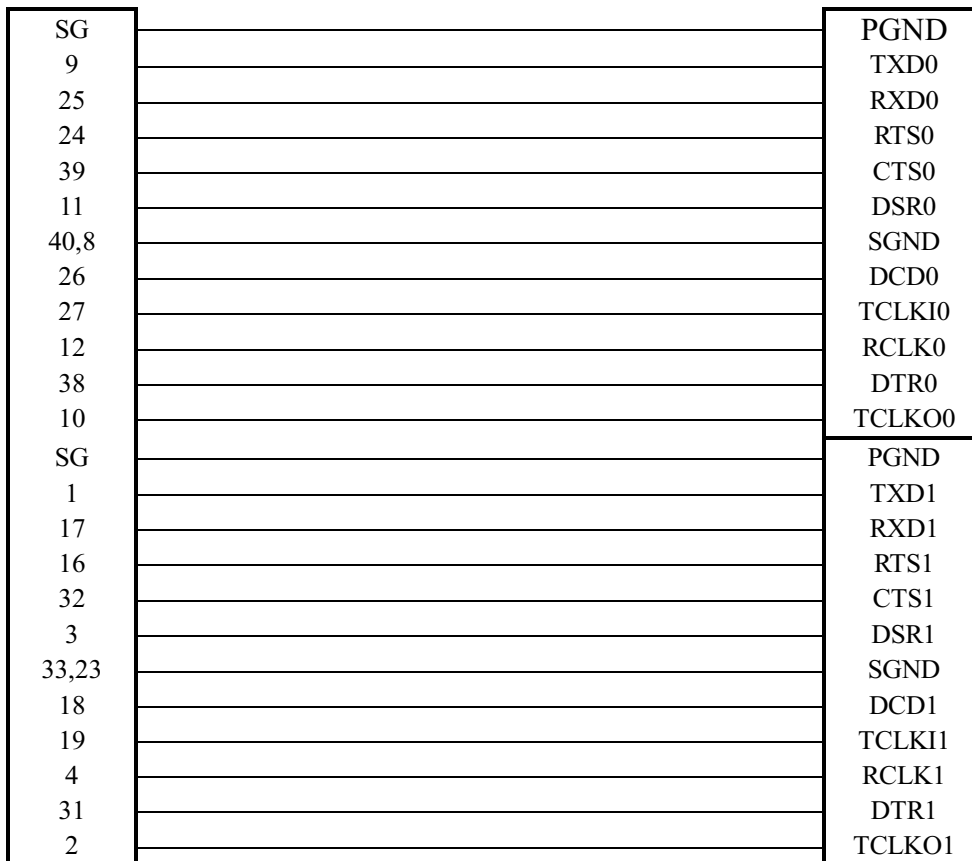 SG PGND
9 TXD0
25 RXD0
24 RTS0
39 CTS0
11 DSR0
40,8 SGND
26 DCD0
27 TCLKI0
12 RCLK0
38 DTR0
10 TCLKO0
SG PGND
1 TXD1
17 RXD1
16 RTS1
32 CTS1
3 DSR1
33,23 SGND
18 DCD1
19 TCLKI1
4 RCLK1
31 DTR1
2 TCLKO1